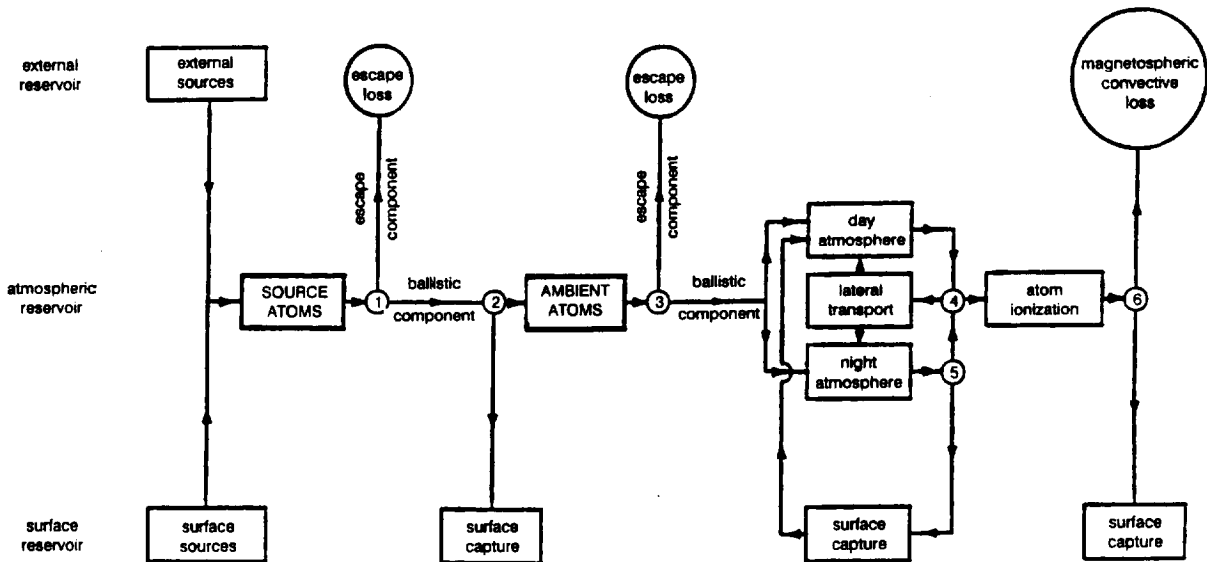 external
reservoir
external
sources
escape
loss
escape
loss
magnetospheric
convective
loss
escape
component
escape
component
atmospheric
reservoir
SOURCE
ATOMS
1
ballistic
component
2
AMBIENT
ATOMS
3
ballistic
component
day
atmosphere
lateral
transport
night
atmosphere
4
5
atom
ionization
6
surface
reservoir
surface
sources
surface
capture
surface
capture
surface
capture